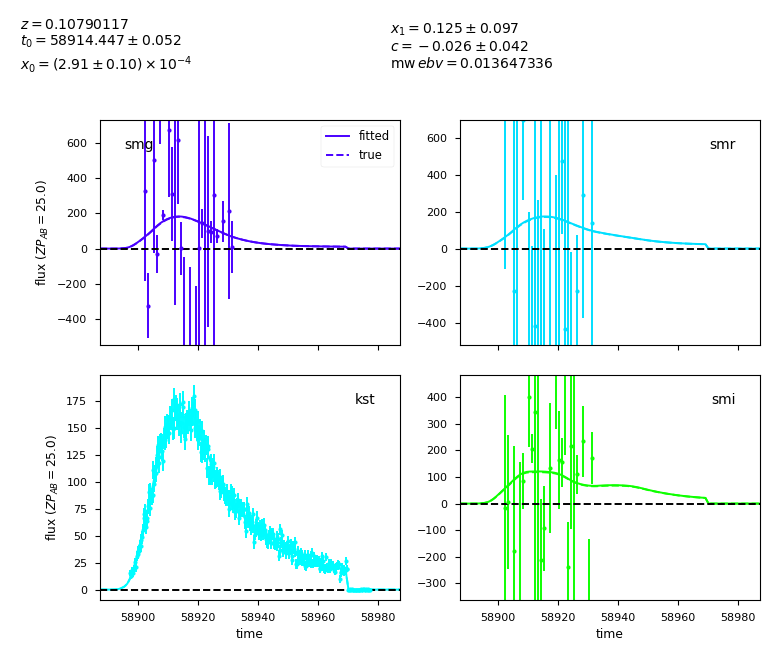 z = 0.10790117
t₀ = 58914.447 ± 0.052
x₀ = (2.91 ± 0.10) × 10⁻⁴
x₁ = 0.125 ± 0.097
c = −0.026 ± 0.042
mw ebv = 0.013647336
smg
fitted
true
600
400
200
0
−200
−400
flux (ZP_AB = 25.0)
smr
600
400
200
0
−200
−400
kst
175
150
125
100
75
50
25
0
flux (ZP_AB = 25.0)
58900 58920 58940 58960 58980
time
smi
400
300
200
100
0
−100
−200
−300
58900 58920 58940 58960 58980
time